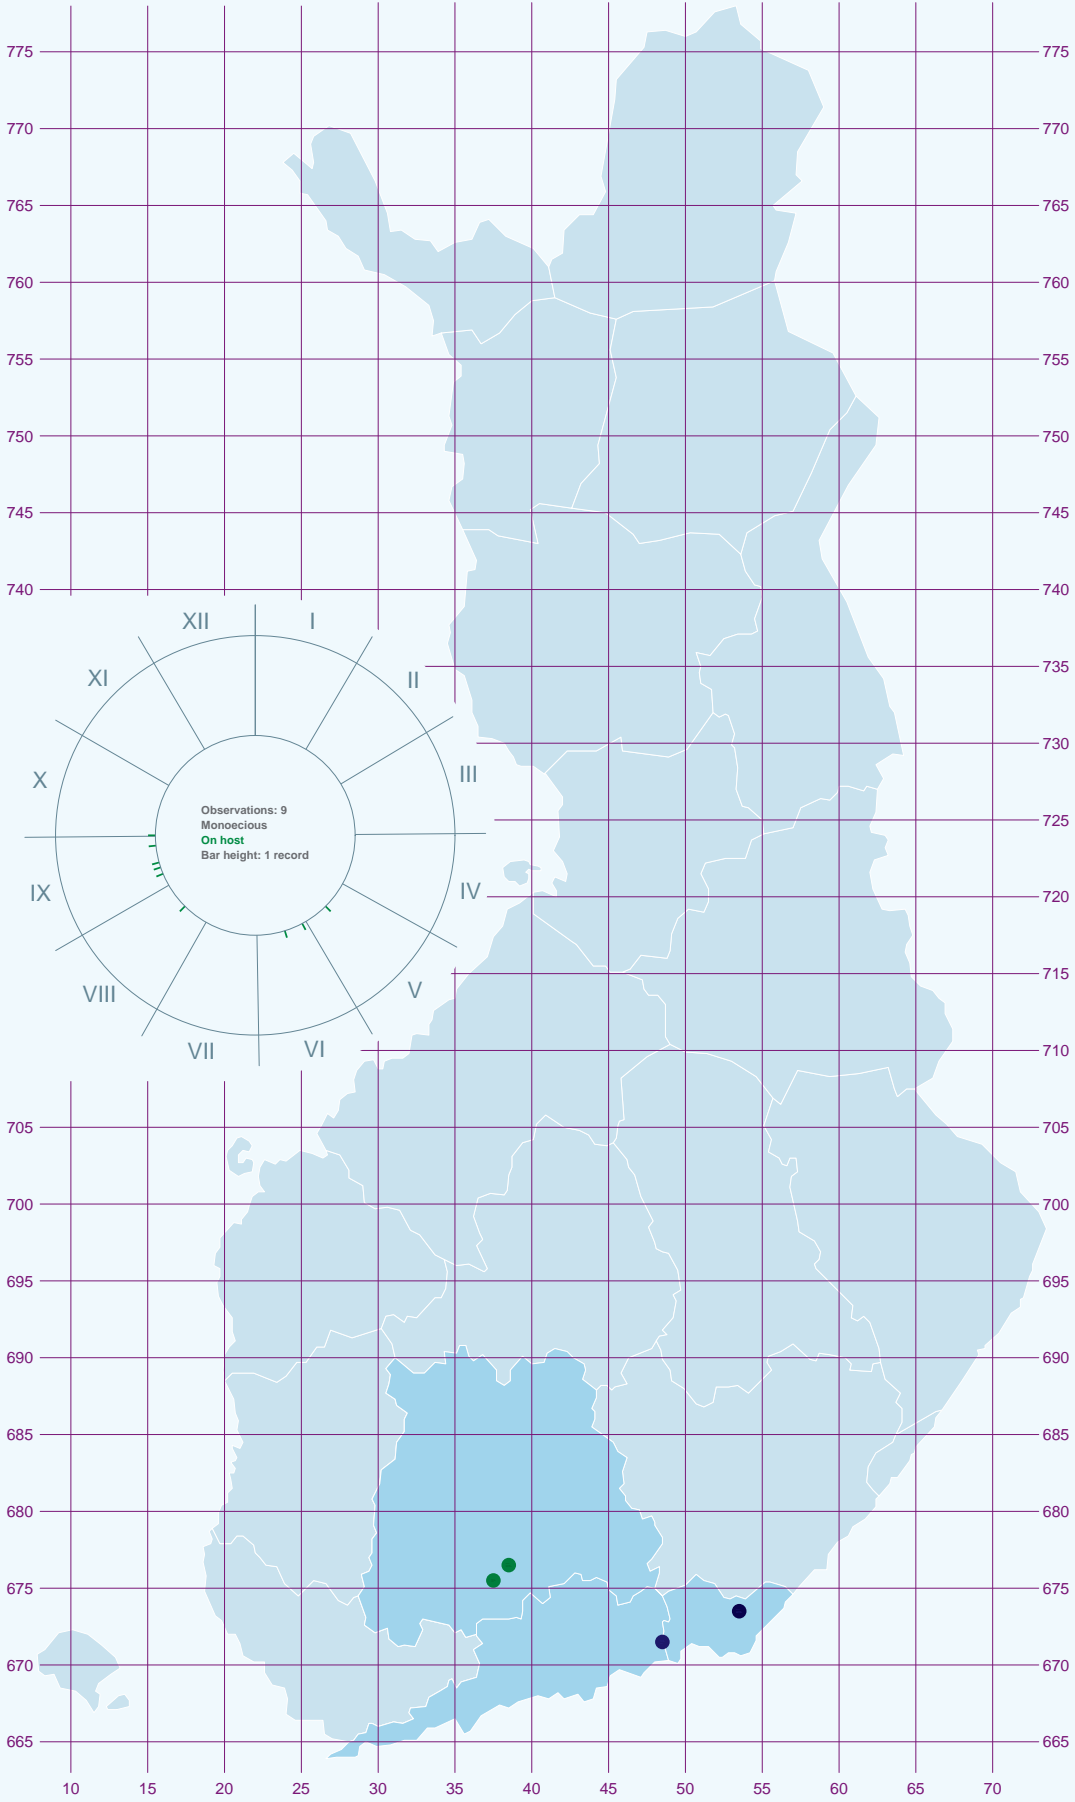 775 775
770 770
765 765
760 760
755 755
750 750
745 745
740 740
XII I
XI II
735
730
X III
Observations: 9
Monoecious
On host
Bar height: 1 record
725
IX IV
720
715
VIII V
VII VI
710
705 705
700 700
695 695
690 690
685 685
680 680
675 675
670 670
665 665
10 15 20 25 30 35 40 45 50 55 60 65 70